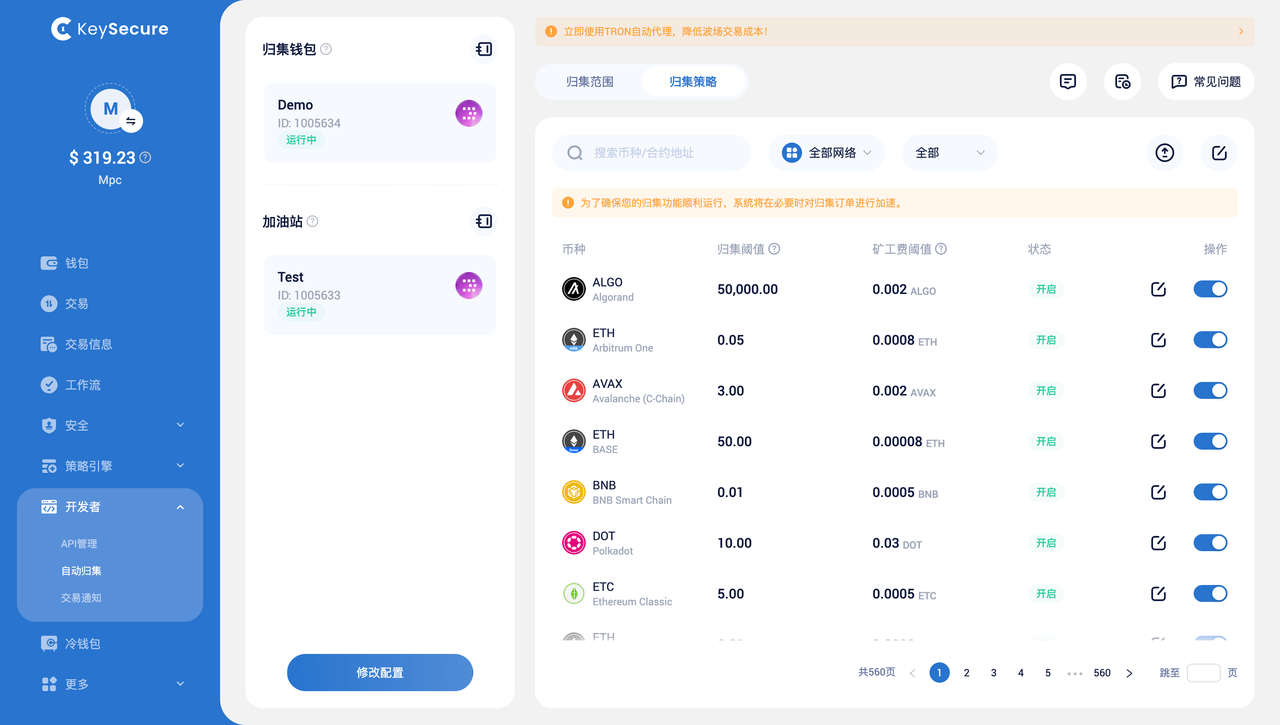 KeySecure
M
$ 319.23
Mpc
钱包
交易
交易信息
工作流
安全
策略引擎
开发者
API管理
自动归集
交易通知
冷钱包
更多
归集钱包
Demo
ID: 1005634
运行中
加油站
Test
ID: 1005633
运行中
修改配置
立即使用TRON自动代理，降低波场交易成本！
归集范围 归集策略 常见问题
搜索币种/合约地址 全部网络 全部
为了确保您的归集功能顺利运行，系统将在必要时对归集订单进行加速。
币种 归集阈值 矿工费阈值 状态 操作
ALGO
Algorand
50,000.00 0.002 ALGO 开启
ETH
Arbitrum One
0.05 0.0008 ETH 开启
AVAX
Avalanche (C-Chain)
3.00 0.002 AVAX 开启
ETH
BASE
50.00 0.00008 ETH 开启
BNB
BNB Smart Chain
0.01 0.0005 BNB 开启
DOT
Polkadot
10.00 0.03 DOT 开启
ETC
Ethereum Classic
5.00 0.0005 ETC 开启
ETH
共560页 1 2 3 4 5 ••• 560 跳至 页